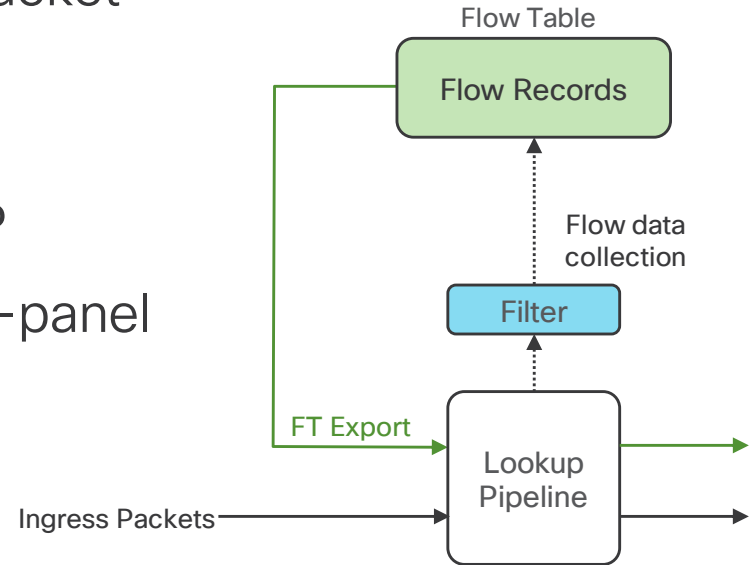 Flow Table
Flow Records
Flow data
collection
-panel
Filter
FT Export
Lookup
Pipeline
Ingress Packets